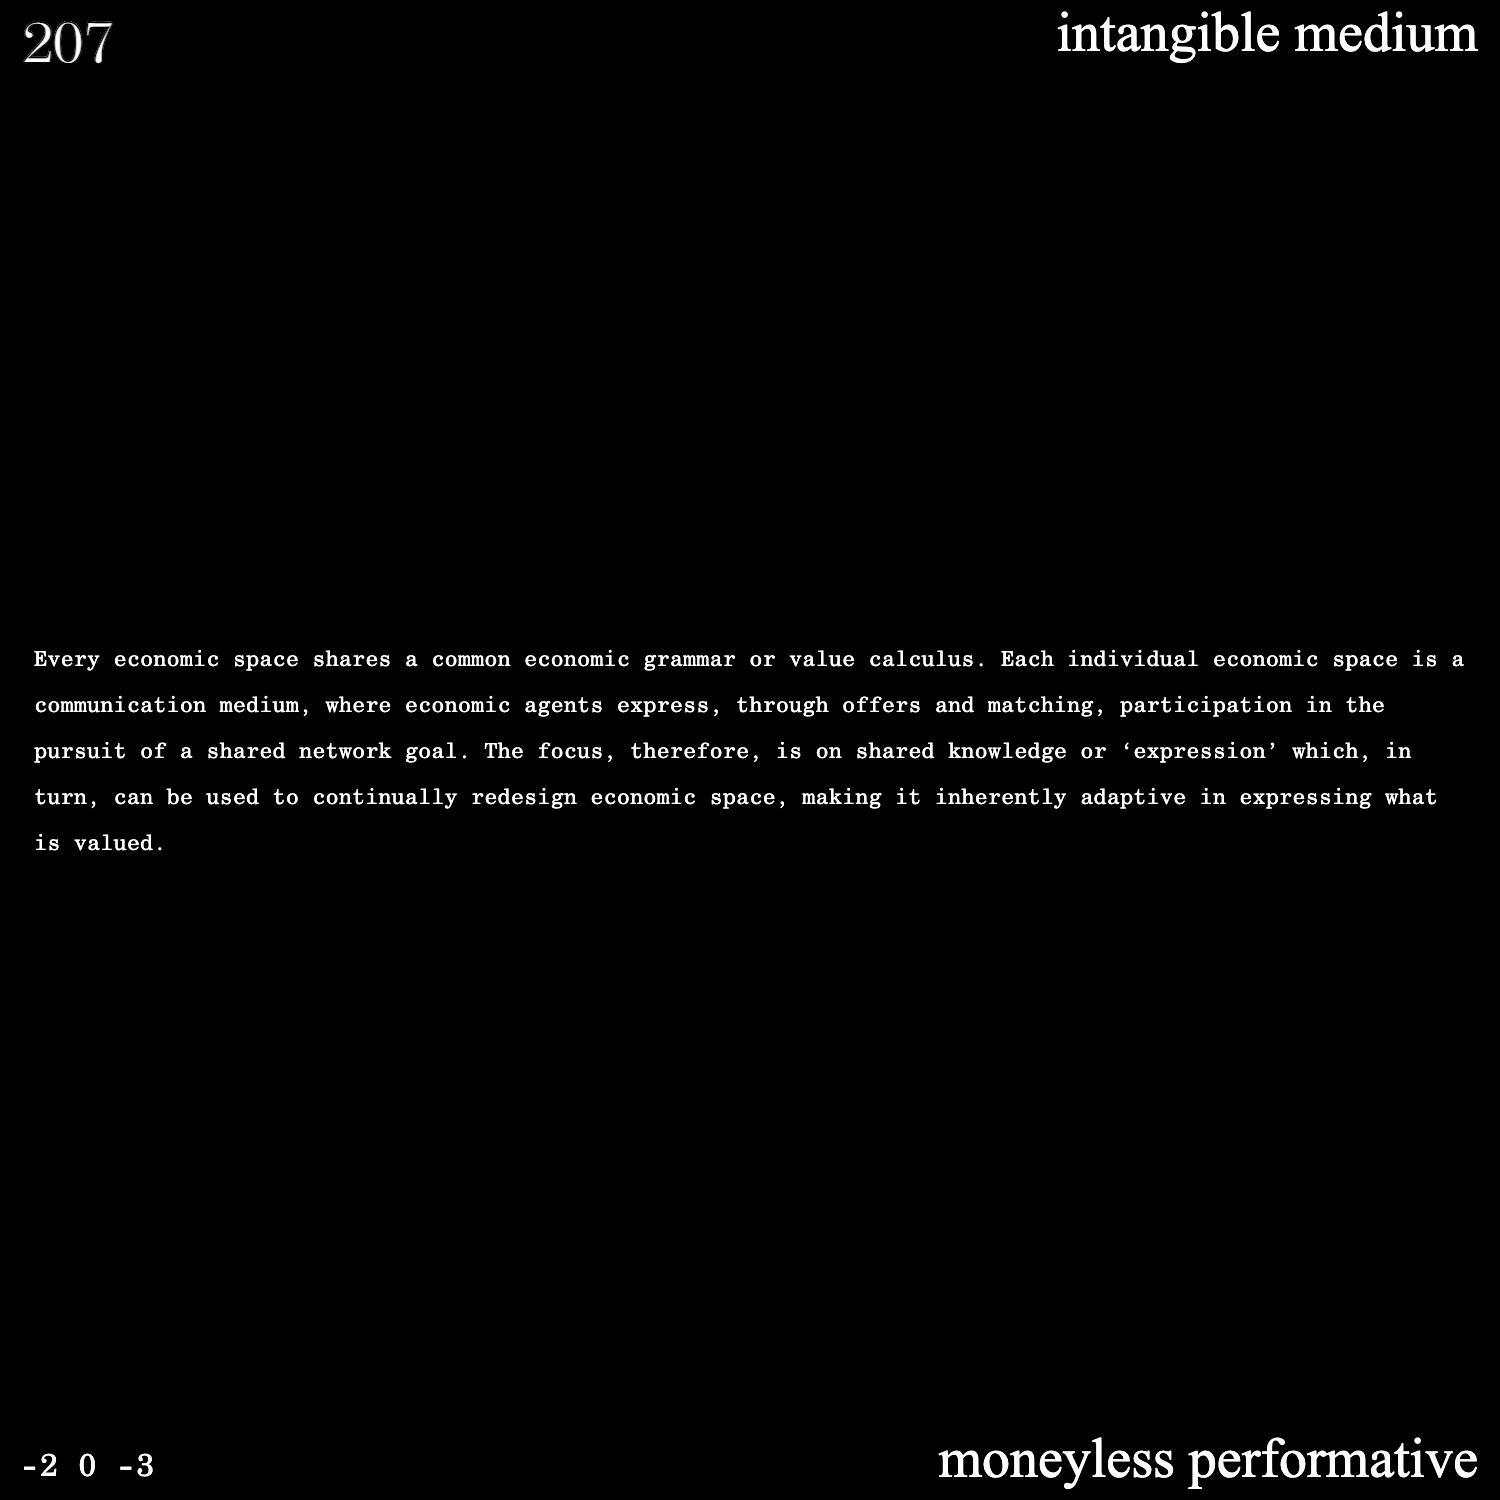 207
intangible medium
Every economic space shares a common economic grammar or value calculus. Each individual economic space is a
communication medium, where economic agents express, through offers and matching, participation in the
pursuit of a shared network goal. The focus, therefore, is on shared knowledge or ‘expression’ which, in
turn, can be used to continually redesign economic space, making it inherently adaptive in expressing what
is valued.
-2 0 -3
moneyless performative